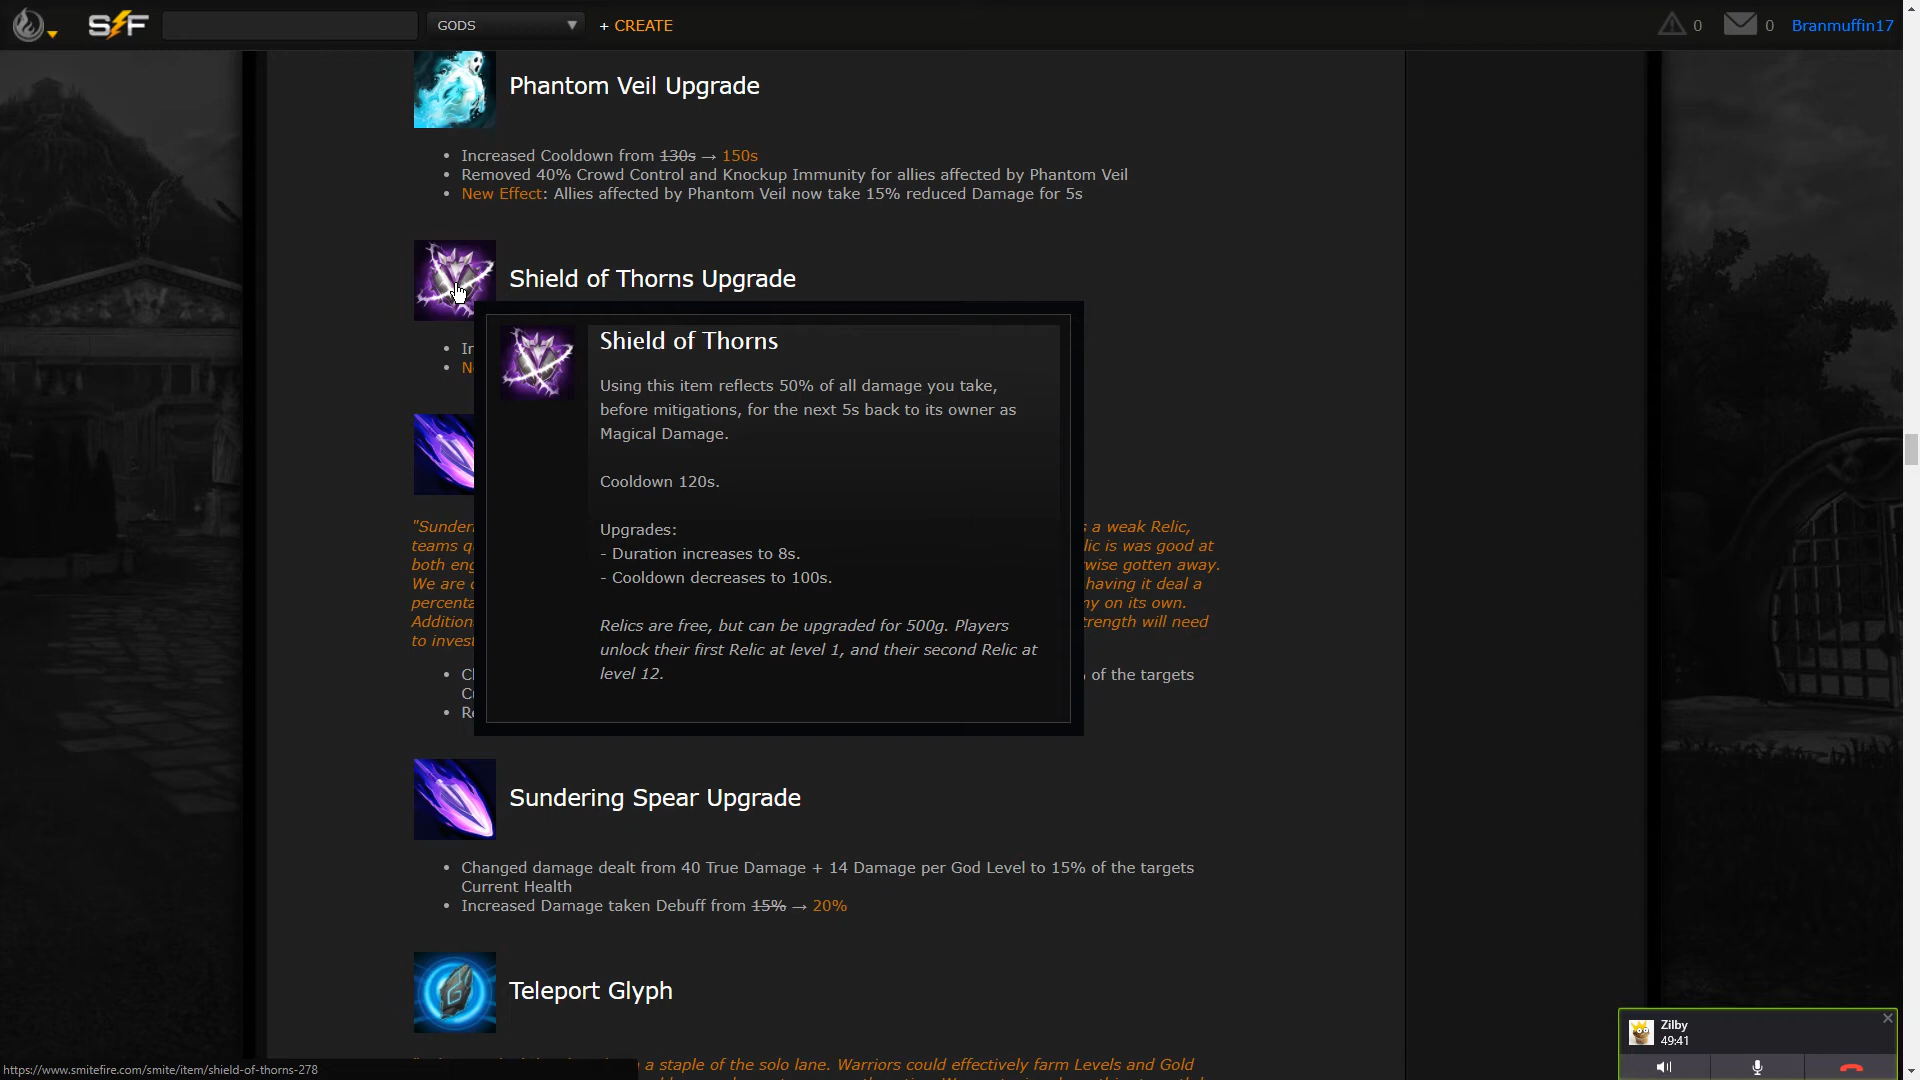 SF
GODS
+ CREATE
0
0
Branmuffin17
Phantom Veil Upgrade
• Increased Cooldown from 130s → 150s
• Removed 40% Crowd Control and Knockup Immunity for allies affected by Phantom Veil
• New Effect: Allies affected by Phantom Veil now take 15% reduced Damage for 5s
Shield of Thorns Upgrade
Shield of Thorns
Using this item reflects 50% of all damage you take,
before mitigations, for the next 5s back to its owner as
Magical Damage.
Cooldown 120s.
Upgrades:
- Duration increases to 8s.
- Cooldown decreases to 100s.
Relics are free, but can be upgraded for 500g. Players
unlock their first Relic at level 1, and their second Relic at
level 12.
a weak Relic,
teams
is was good at
both
gotten away.
We are
having it deal a
on its own.
will need
to
of the targets
Sundering Spear Upgrade
• Changed damage dealt from 40 True Damage + 14 Damage per God Level to 15% of the targets
Current Health
• Increased Damage taken Debuff from 15% → 20%
Teleport Glyph
a staple of the solo lane. Warriors could effectively farm Levels and Gold
https://www.smitefire.com/smite/item/shield-of-thorns-278
Zilby
49:41